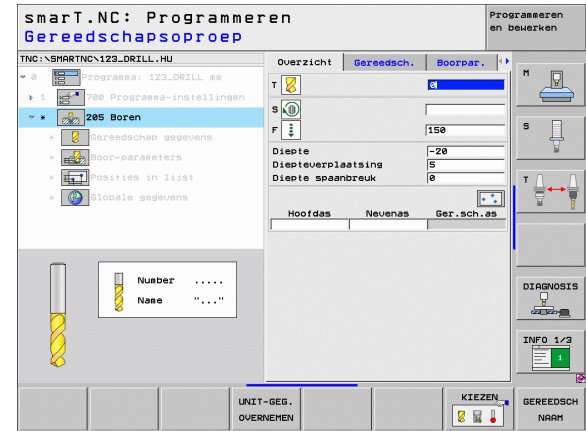 smarT.NC: Programmeren
Gereedschapsoproep
Programmeren
en bewerken
TNC:\SMARTNC\123_DRILL.HU
0 Programma: 123_DRILL mm
1 700 Programma-instellingen
* 205 Boren
* Gereedschap gegevens
* Boor-parameters
* Posities in lijst
* Globale gegevens
Overzicht Gereedsch. Boorpar.
T 0
S
F 150
Diepte -20
Diepteverplaatsing 5
Diepte spaanbreuk 0
Hoofdas Nevenas Ger.sch.as
Number .....
Name "..."
M
S
T
DIAGNOSIS
INFO 1/3
i
UNIT-GEG.
OVERNEMEN
KIEZEN
GEREEDSCH
NAAM